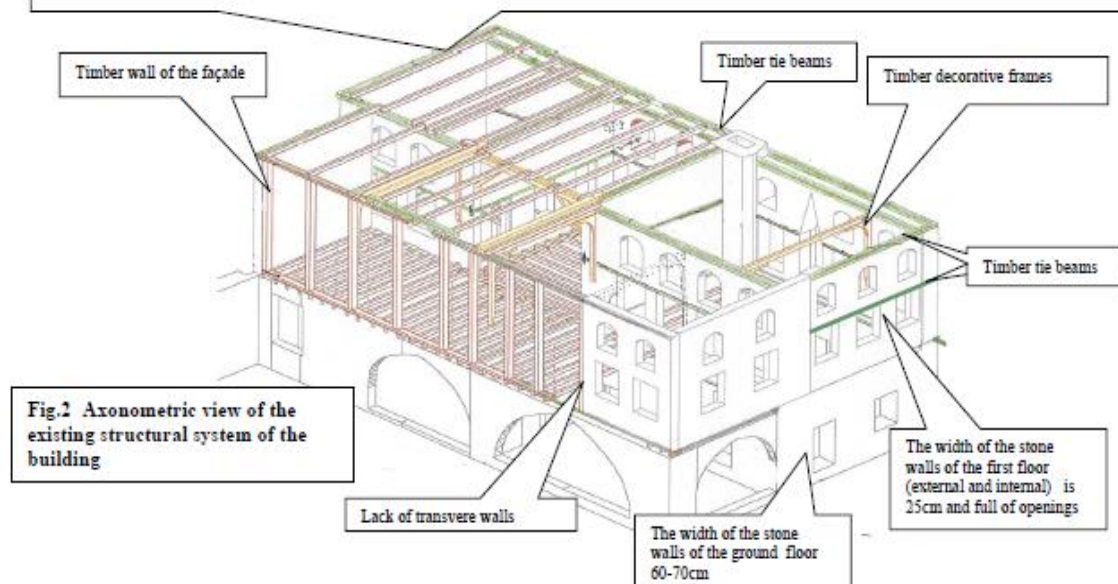 Timber wall of the façade
Timber tie beams
Timber decorative frames
Timber tie beams
Fig.2 Axonometric view of the
existing structural system of the
building
Lack of transvere walls
The width of the stone
walls of the ground floor
60-70cm
The width of the stone
walls of the first floor
(external and internal) is
25cm and full of openings